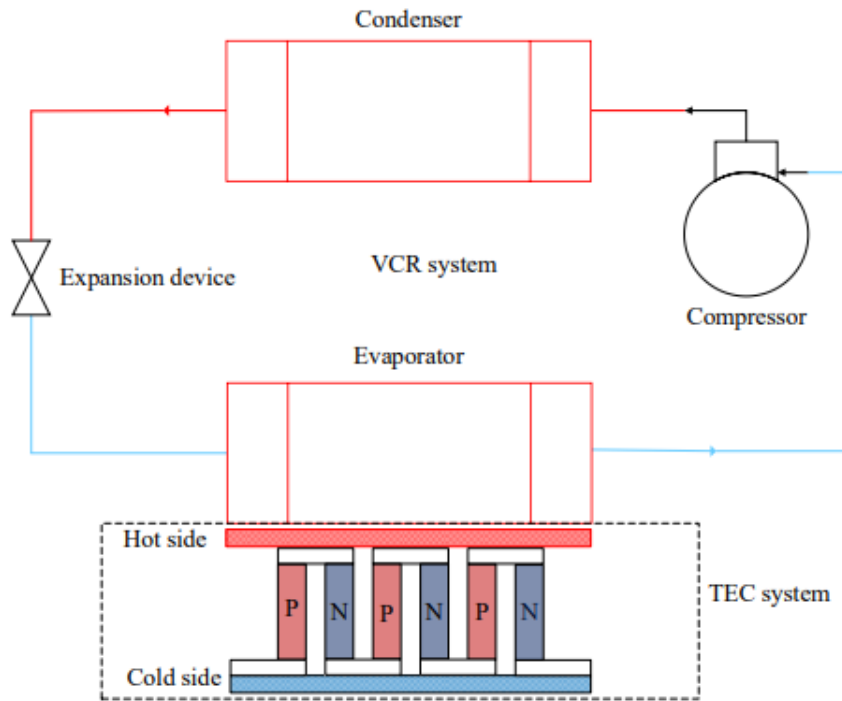 Condenser
Expansion device
VCR system
Compressor
Evaporator
Hot side
P N P N P N
TEC system
Cold side